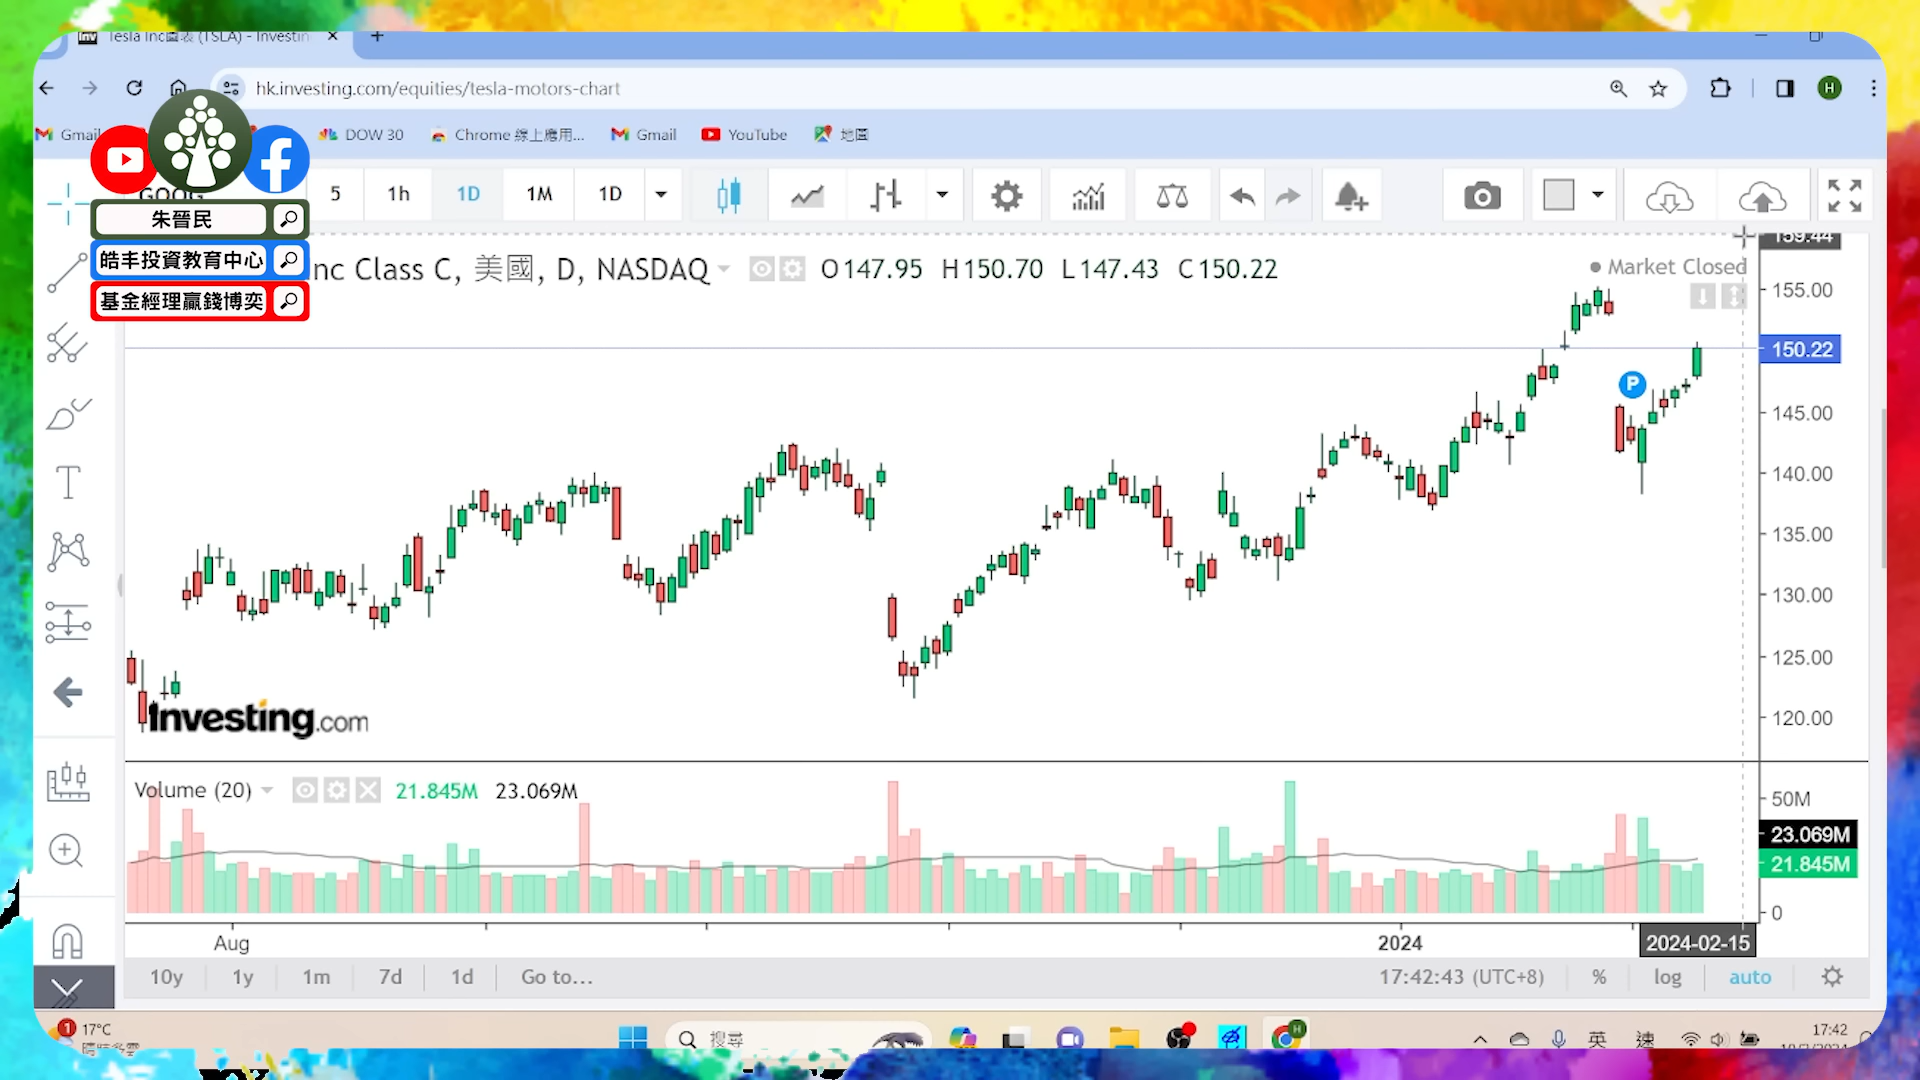 Tesla Inc圖表 (TSLA) - Investin
hk.investing.com/equities/tesla-motors-chart
Gmail
DOW 30
Chrome 線上應用...
Gmail
YouTube
地圖
GOOG
5
1h
1D
1M
1D
朱晉民
皓丰投資教育中心
基金經理贏錢博奕
nc Class C, 美國, D, NASDAQ
O147.95 H150.70 L147.43 C150.22
Market Closed
159.44
155.00
150.22
P
145.00
140.00
135.00
130.00
125.00
120.00
Investing.com
Volume (20)
21.845M
23.069M
50M
23.069M
21.845M
0
Aug
2024
2024-02-15
10y
1y
1m
7d
1d
Go to...
17:42:43 (UTC+8)
%
log
auto
1
17°C
搜尋
H
英
速
17:42